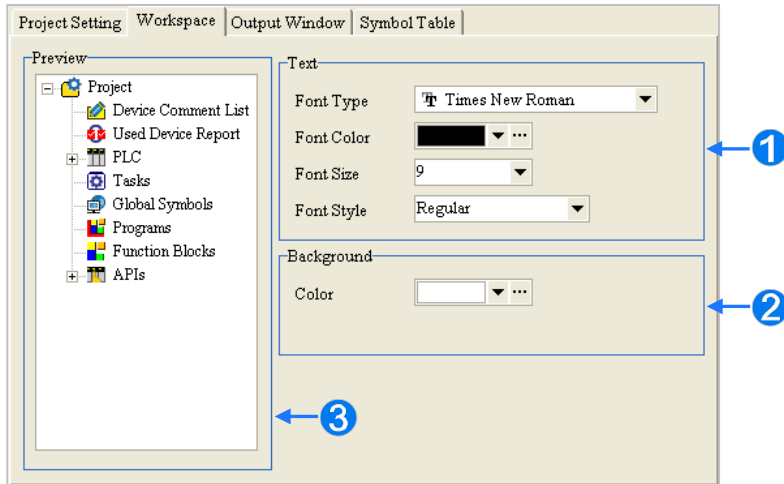 Project Setting Workspace Output Window Symbol Table
Preview
Project
Device Comment List
Used Device Report
PLC
Tasks
Global Symbols
Programs
Function Blocks
APIs
Text
Font Type Times New Roman
Font Color
Font Size 9
Font Style Regular
1
Background
Color
2
3